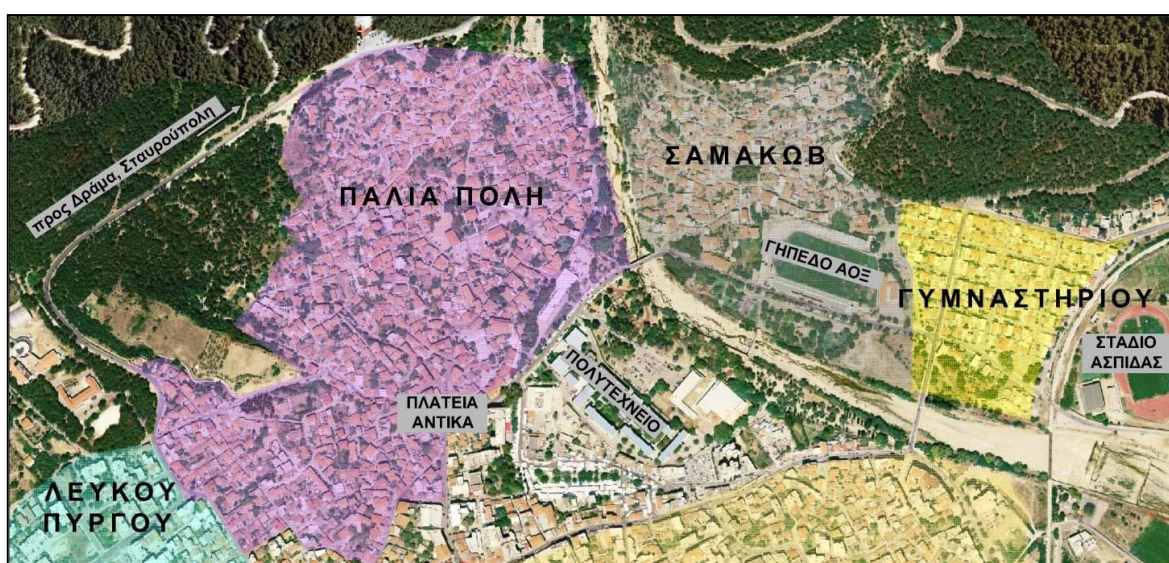 προς Δράμα, Σταυρούπολη
ΠΑΛΙΑ ΠΟΛΗ
ΣΑΜΑΚΩΒ
ΓΗΠΕΔΟ ΑΟΞ
ΓΥΜΝΑΣΤΗΡΙΟΥ
ΣΤΑΔΙΟ
ΑΣΠΙΔΑΣ
ΠΟΛΥΤΕΧΝΕΙΟ
ΠΛΑΤΕΙΑ
ΑΝΤΙΚΑ
ΛΕΥΚΟΥ
ΠΥΡΓΟΥ